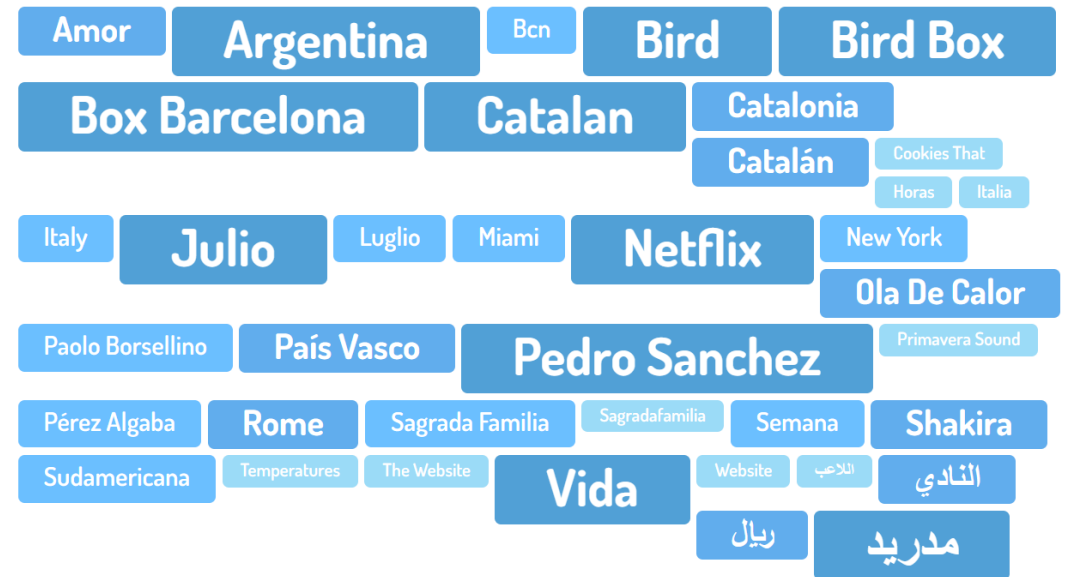 Amor Argentina Bcn Bird Bird Box
Box Barcelona Catalan Catalonia
Catalán Cookies That
Horas Italia
Italy Julio Luglio Miami Netflix New York
Ola De Calor
Paolo Borsellino País Vasco Pedro Sanchez Primavera Sound
Pérez Algaba Rome Sagrada Familia Sagradafamilia Semana Shakira
Sudamericana Temperatures The Website Vida Website اللاعب النادي
ريال مدريد